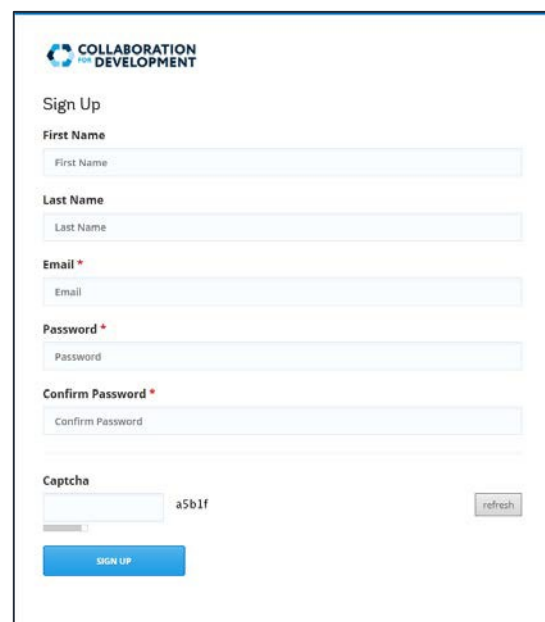 COLLABORATION
FOR DEVELOPMENT
Sign Up
First Name
First Name
Last Name
Last Name
Email *
Email
Password *
Password
Confirm Password *
Confirm Password
Captcha
a5b1f
refresh
SIGN UP